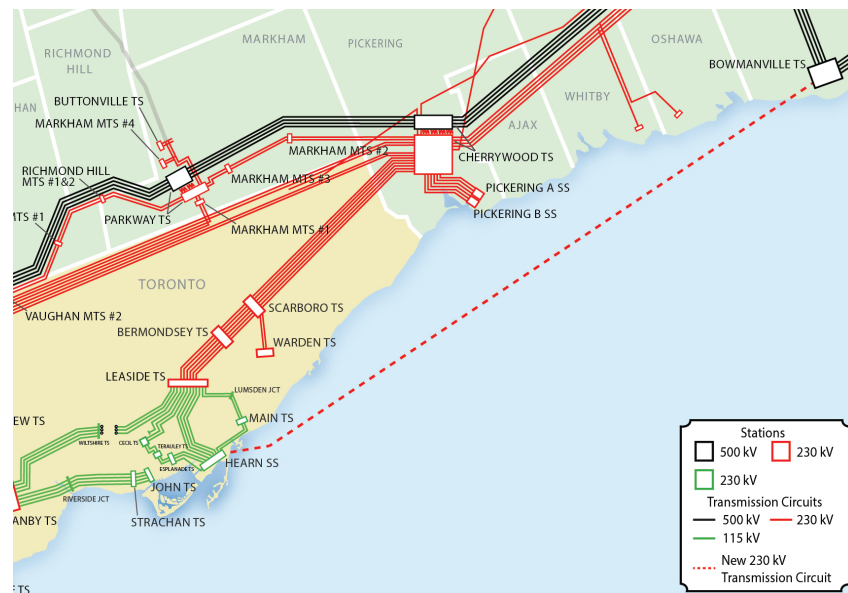 MARKHAM
RICHMOND
HILL
PICKERING
OSHAWA
BOWMANVILLE TS
HAN
BUTTONVILLE TS
WHITBY
MARKHAM MTS #4
AJAX
MARKHAM MTS #2
CHERRYWOOD TS
RICHMOND HILL
MTS #1&2
MARKHAM MTS #3
PICKERING A SS
PICKERING B SS
MTS #1
PARKWAY TS
MARKHAM MTS #1
TORONTO
VAUGHAN MTS #2
SCARBORO TS
BERMONDSEY TS
WARDEN TS
LEASIDE TS
LUMSDEN JCT
EW TS
MAIN TS
WILTSHIRE TS
CECIL TS
TERAULEY TS
ESPLANADE TS
HEARN SS
JOHN TS
RIVERSIDE JCT
ANBY TS
STRACHAN TS
TS
Stations
500 kV
230 kV
230 kV
Transmission Circuits
500 kV
230 kV
115 kV
New 230 kV
Transmission Circuit